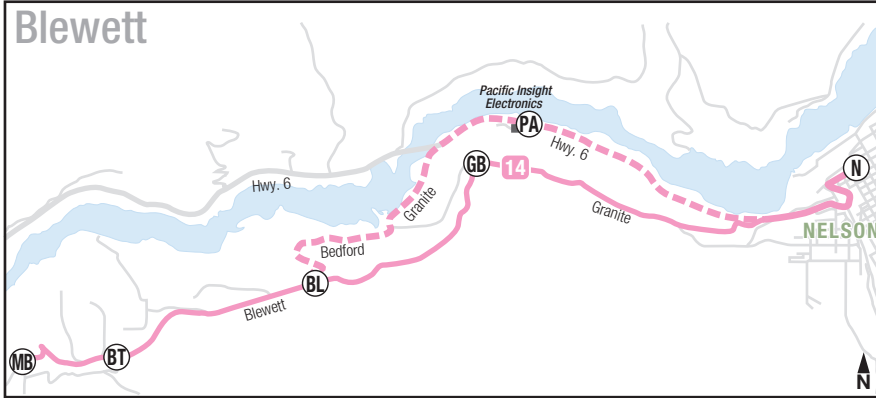 Blewett
Pacific Insight
Electronics
PA
Hwy. 6
GB
14
N
Hwy. 6
Granite
Granite
NELSON
Bedford
BL
Blewett
MB
BT
N